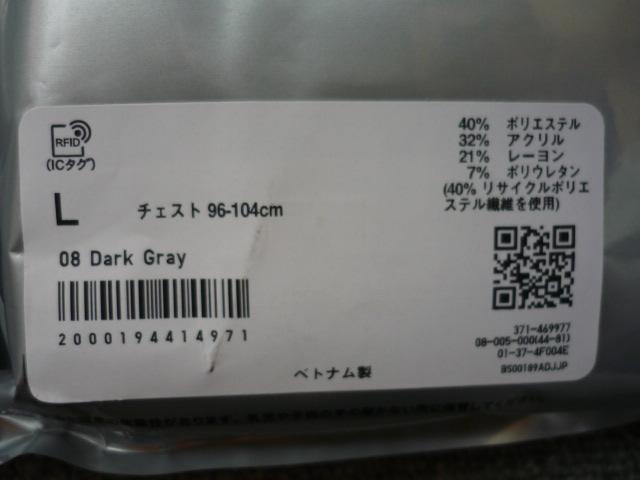 RFID
(ICタグ)
40% ポリエステル
32% アクリル
21% レーヨン
7% ポリウレタン
(40% リサイクルポリエ
ステル繊維を使用)
L
チェスト 96-104cm
08 Dark Gray
2000194414971
371-469977
08-005-000(44-81)
01-37-4F004E
BS00189ADJJP
ベトナム製